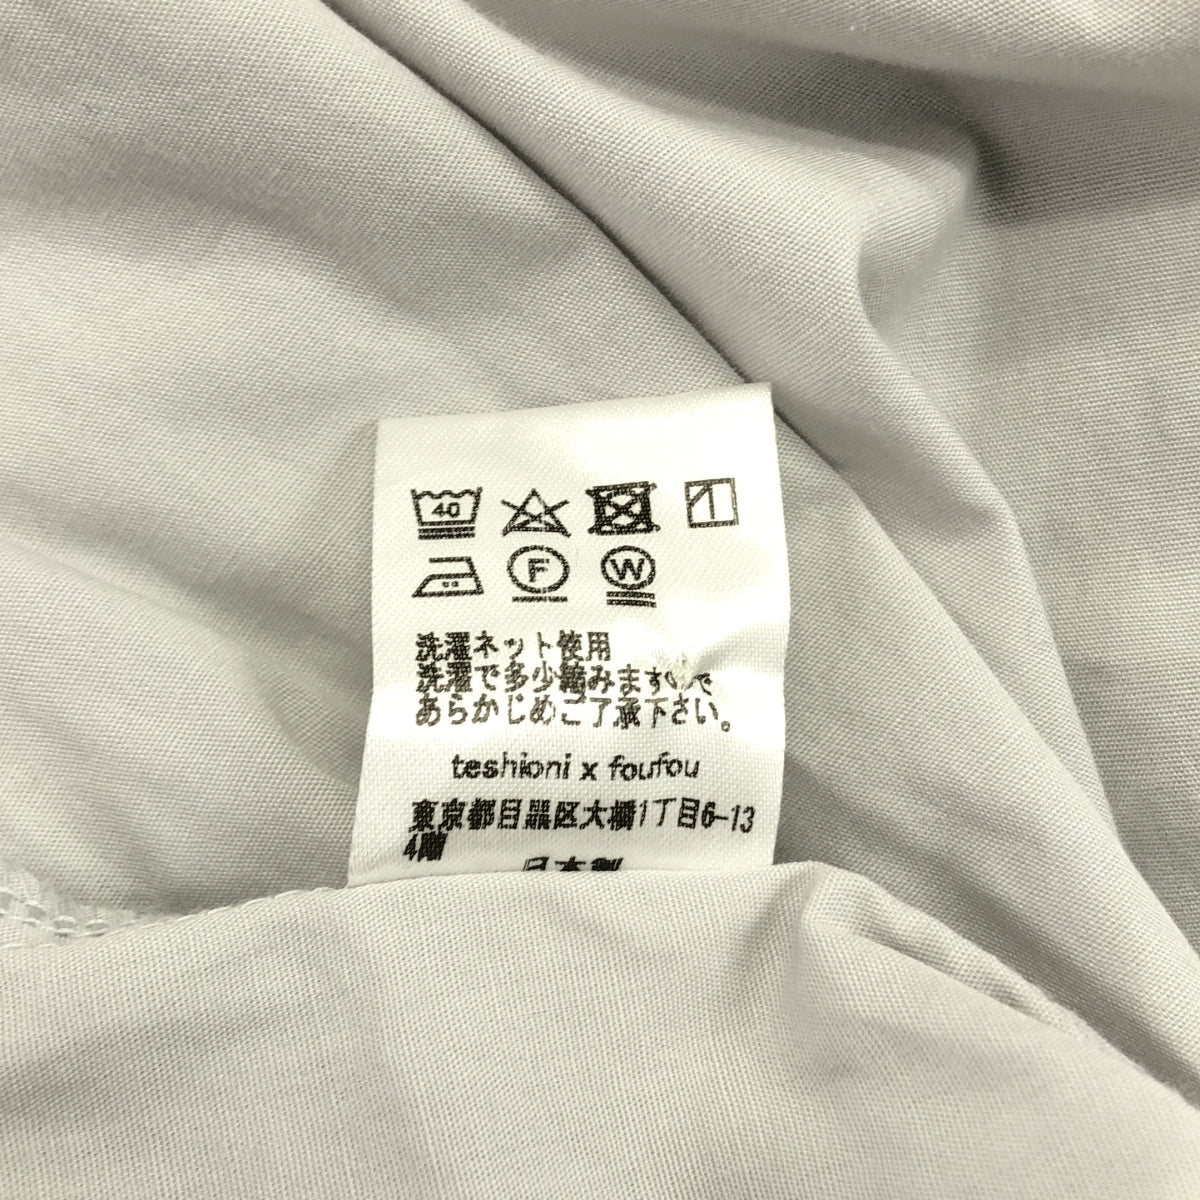 40
F
W
洗濯ネット使用
洗濯で多少縮みますので
あらかじめご了承下さい。
teshioni x foufou
東京都目黒区大橋1丁目6-13
4階
日本製